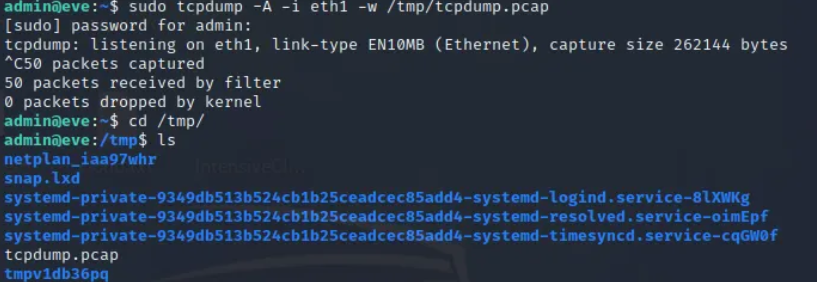 admin@eve:~$ sudo tcpdump -A -i eth1 -w /tmp/tcpdump.pcap
[sudo] password for admin:
tcpdump: listening on eth1, link-type EN10MB (Ethernet), capture size 262144 bytes
^C50 packets captured
50 packets received by filter
0 packets dropped by kernel
admin@eve:~$ cd /tmp/
admin@eve:/tmp$ ls
netplan_iaa97whr
snap.lxd
systemd-private-9349db513b524cb1b25ceadcec85add4-systemd-logind.service-8lXWKg
systemd-private-9349db513b524cb1b25ceadcec85add4-systemd-resolved.service-oimEpf
systemd-private-9349db513b524cb1b25ceadcec85add4-systemd-timesyncd.service-cqGW0f
tcpdump.pcap
tmpv1db36pq